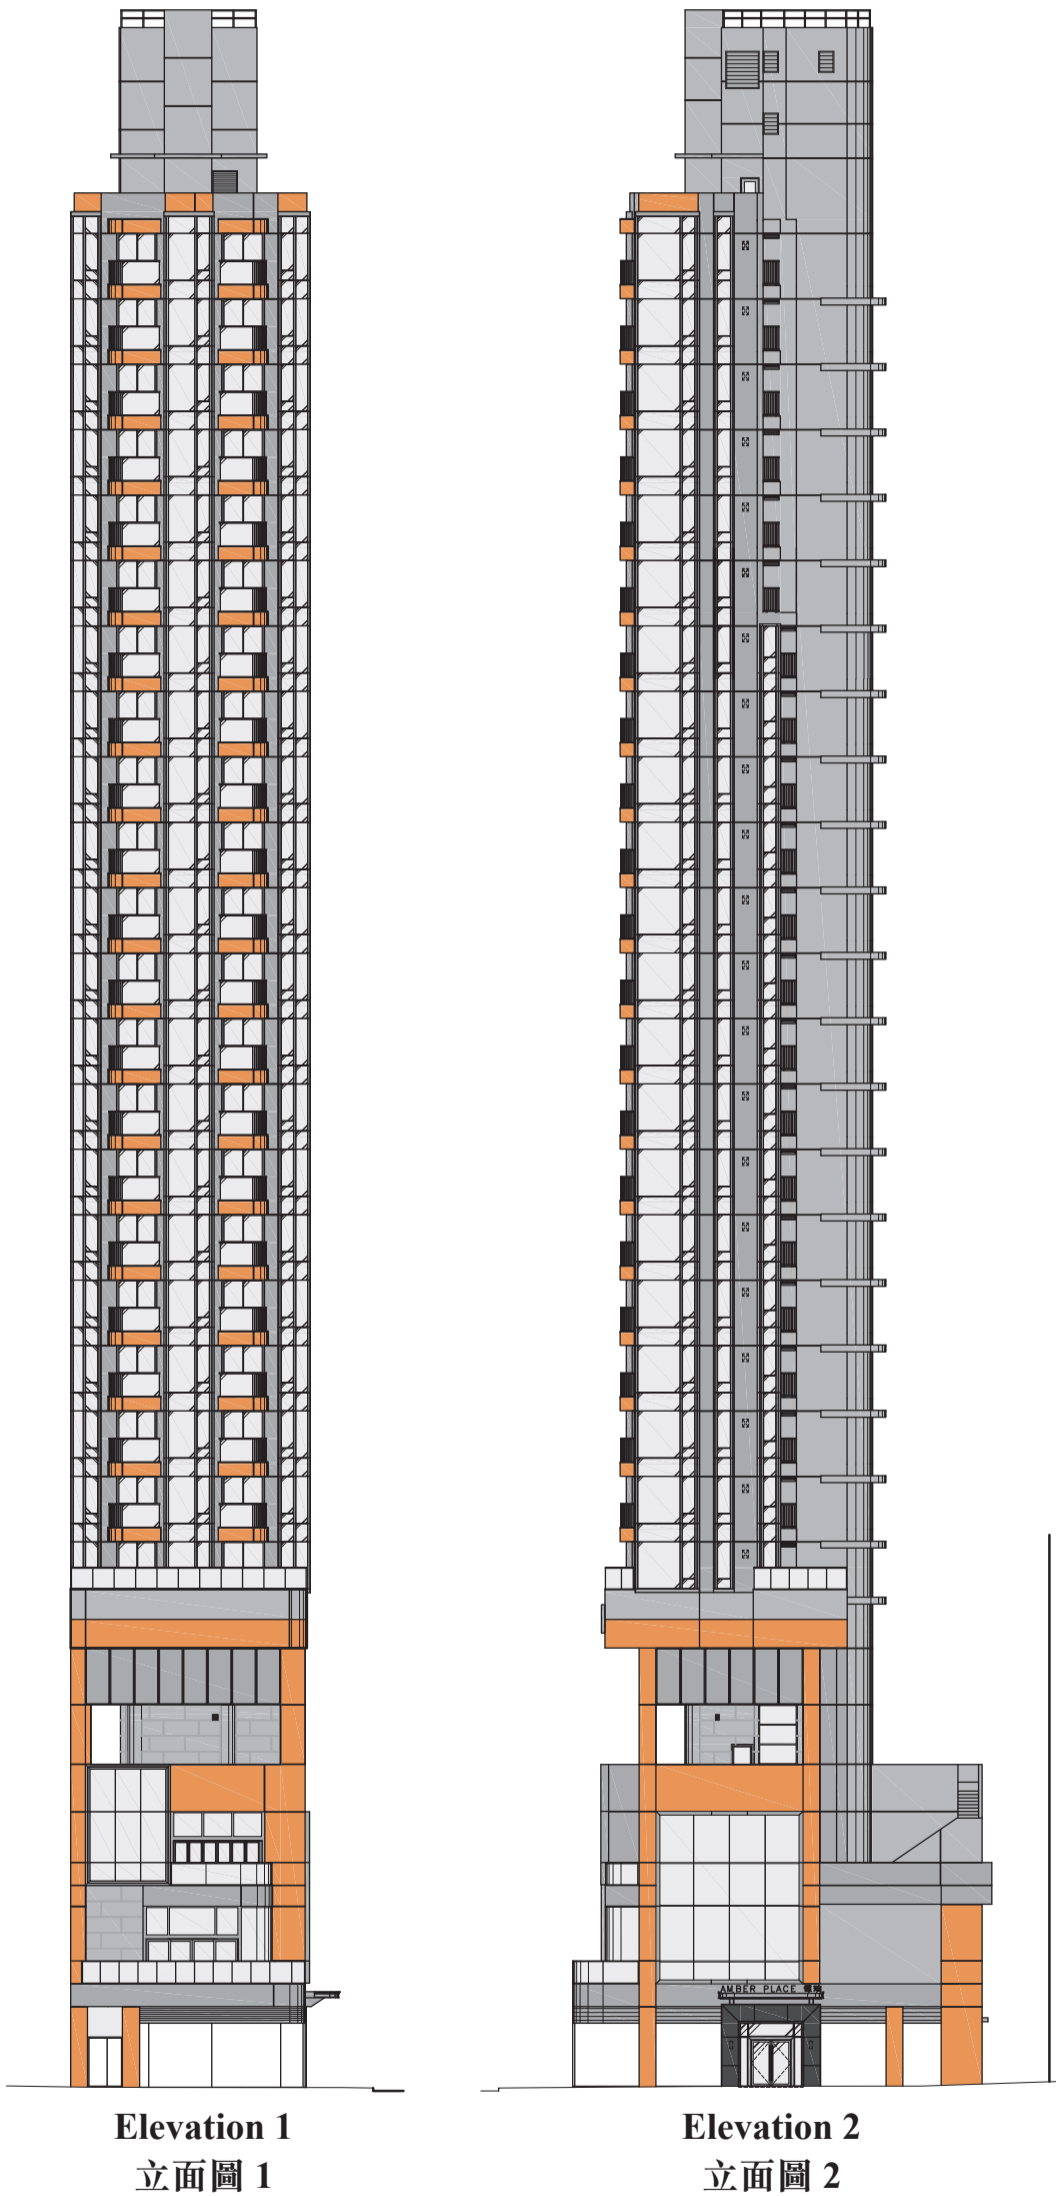 AMBER PLACE
Elevation 1
立面圖 1
Elevation 2
立面圖 2